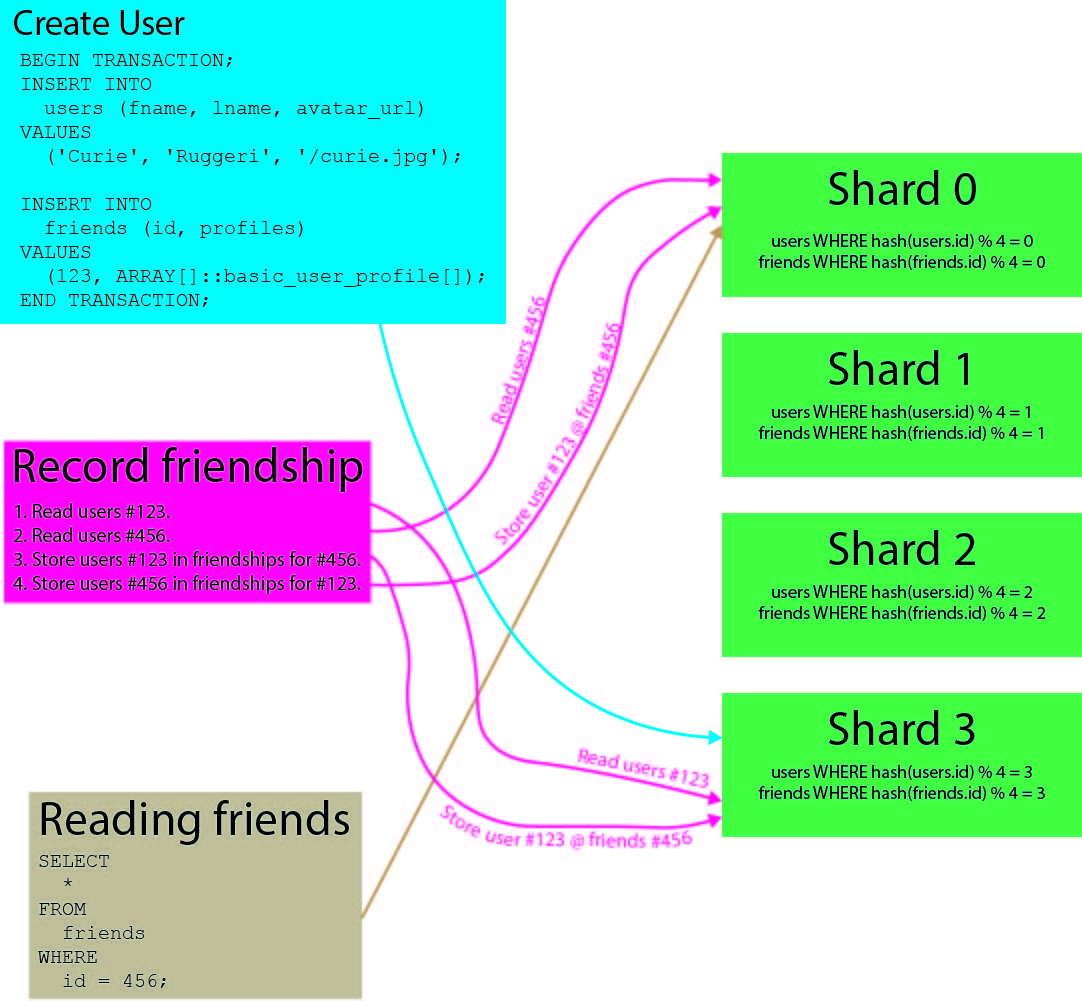 Create User
BEGIN TRANSACTION;
INSERT INTO
users (fname, lname, avatar_url)
VALUES
('Curie', 'Ruggeri', '/curie.jpg');
INSERT INTO
friends (id, profiles)
VALUES
(123, ARRAY[]::basic_user_profile[]);
END TRANSACTION;
Record friendship
1. Read users #123.
2. Read users #456.
3. Store users #123 in friendships for #456.
4. Store users #456 in friendships for #123.
Reading friends
SELECT
*
FROM
friends
WHERE
id = 456;
Read users #456
Store user #123 @ friends #456
Read users #123
Store user #123 @ friends #456
Shard 0
users WHERE hash(users.id) % 4 = 0
friends WHERE hash(friends.id) % 4 = 0
Shard 1
users WHERE hash(users.id) % 4 = 1
friends WHERE hash(friends.id) % 4 = 1
Shard 2
users WHERE hash(users.id) % 4 = 2
friends WHERE hash(friends.id) % 4 = 2
Shard 3
users WHERE hash(users.id) % 4 = 3
friends WHERE hash(friends.id) % 4 = 3